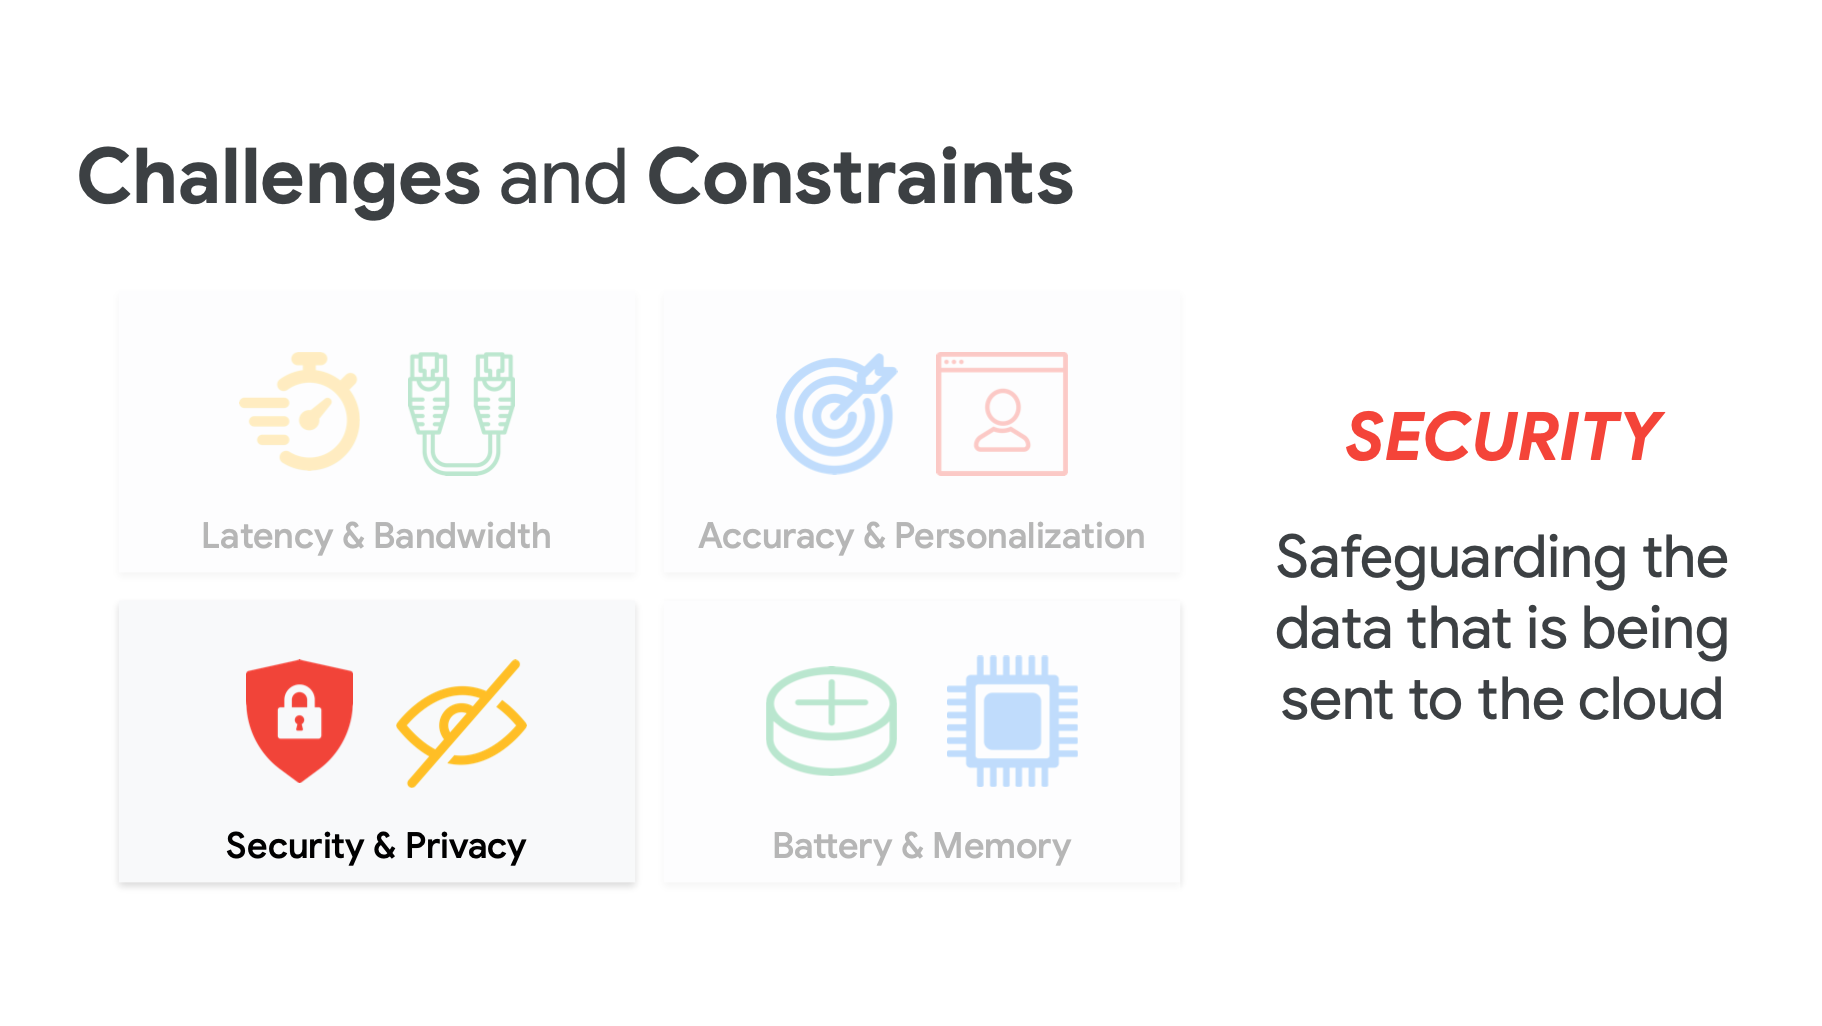 Challenges and Constraints
Latency & Bandwidth
Accuracy & Personalization
Security & Privacy
Battery & Memory
SECURITY
Safeguarding the
data that is being
sent to the cloud